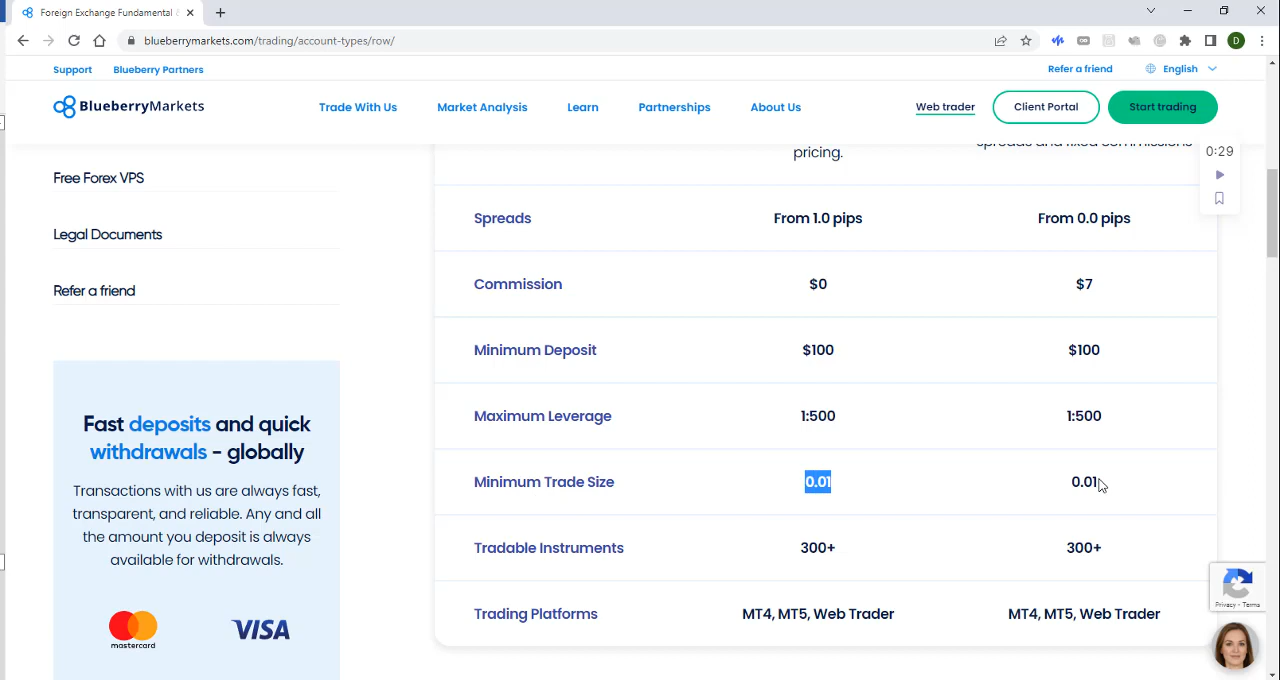 Foreign Exchange Fundamental
blueberrymarkets.com/trading/account-types/row/
D
Support
Blueberry Partners
Refer a friend
English
BlueberryMarkets
Trade With Us
Market Analysis
Learn
Partnerships
About Us
Web trader
Client Portal
Start trading
0:29
pricing.
spreads and fixed commissions
Free Forex VPS
Legal Documents
Refer a friend
Spreads
From 1.0 pips
From 0.0 pips
Commission
$0
$7
Minimum Deposit
$100
$100
Maximum Leverage
1:500
1:500
Minimum Trade Size
0.01
0.01
Tradable Instruments
300+
300+
Trading Platforms
MT4, MT5, Web Trader
MT4, MT5, Web Trader
Fast deposits and quick
withdrawals - globally
Transactions with us are always fast,
transparent, and reliable. Any and all
the amount you deposit is always
available for withdrawals.
mastercard
VISA
Privacy - Terms